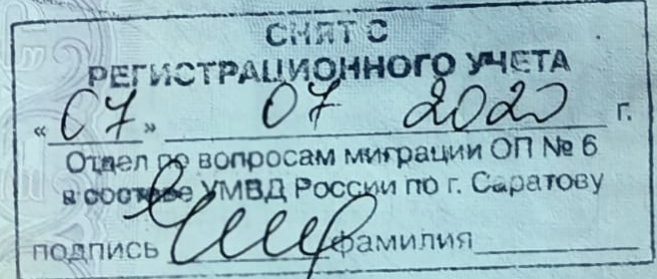 СНЯТ С
РЕГИСТРАЦИОННОГО УЧЕТА
«07» 07 2020 г.
Отдел по вопросам миграции ОП № 6
в составе УМВД России по г. Саратову
подпись фамилия